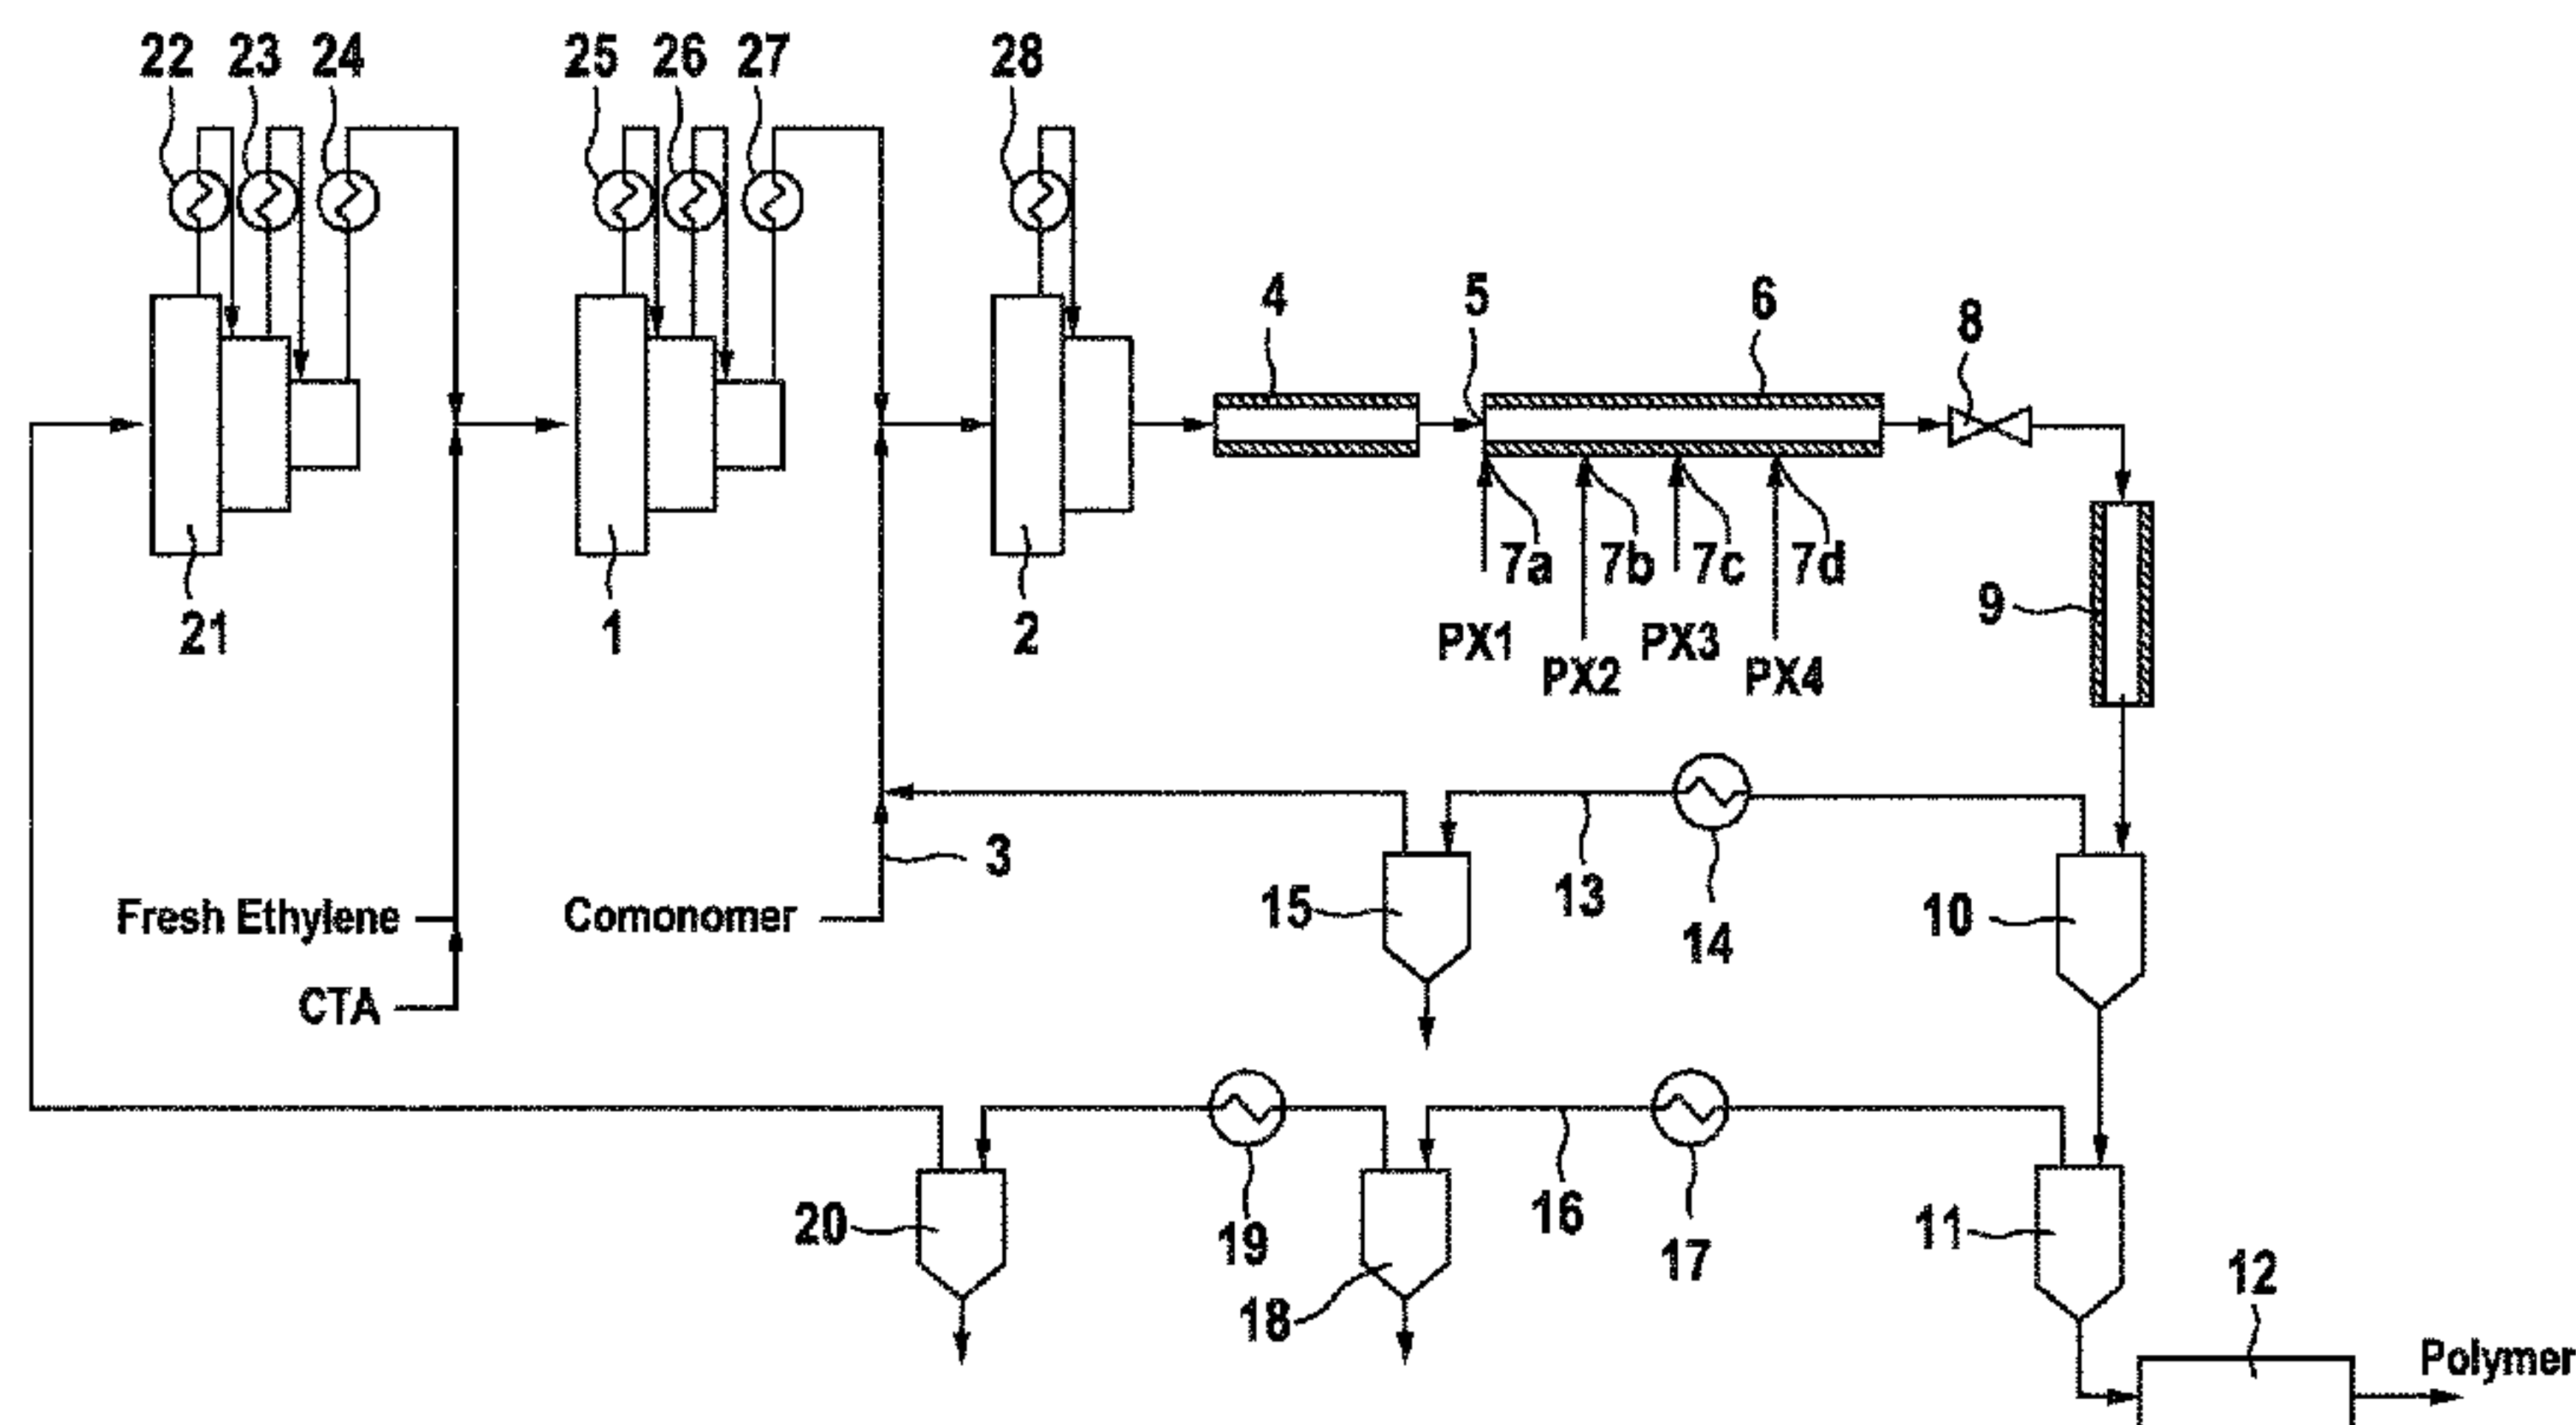 22 23 24 25 26 27 28
4 5 6 8
7a 7b 7c 7d
9
21 1 2
PX1 PX3
PX2 PX4
3
15 13 14 10
Fresh Ethylene Comonomer
CTA
20 19 18 16 17 11
12
Polymer